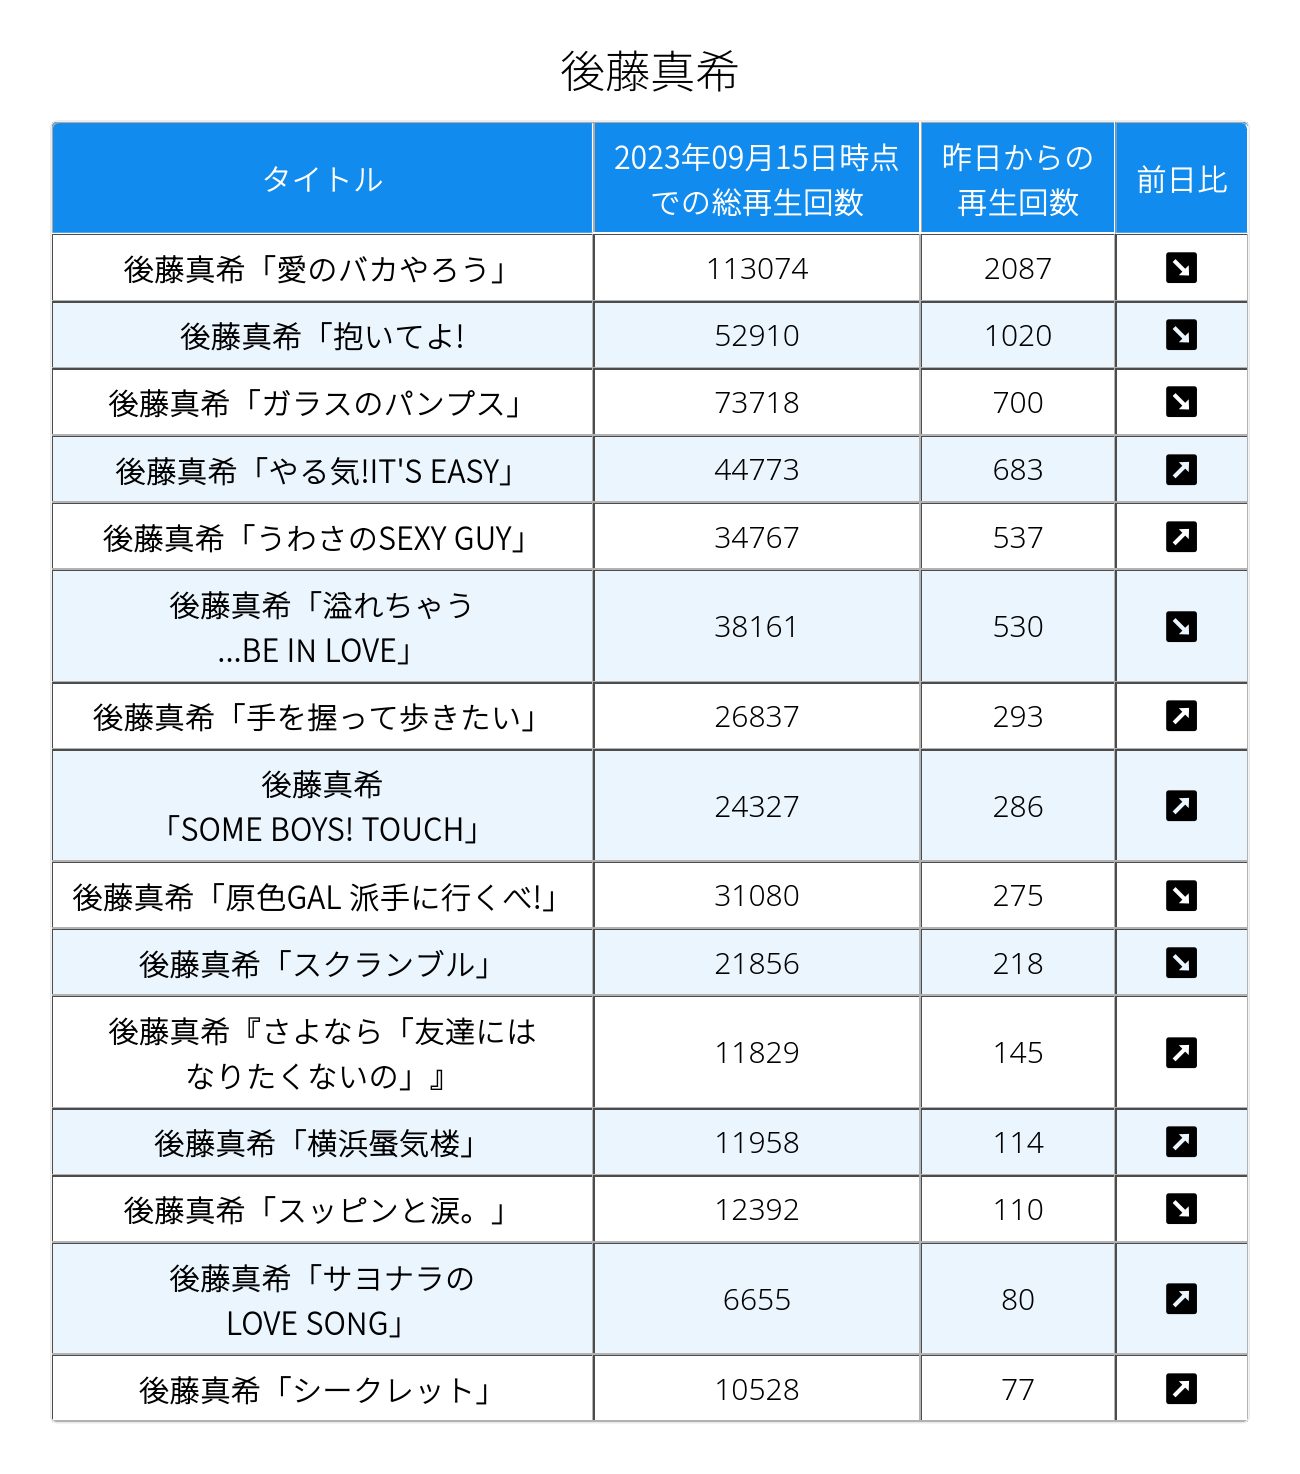 後藤真希
タイトル
2023年09月15日時点
での総再生回数
昨日からの
再生回数
前日比
後藤真希「愛のバカやろう」
113074
2087
後藤真希「抱いてよ!
52910
1020
後藤真希「ガラスのパンプス」
73718
700
後藤真希「やる気!IT'S EASY」
44773
683
後藤真希「うわさのSEXY GUY」
34767
537
後藤真希「溢れちゃう
...BE IN LOVE」
38161
530
後藤真希「手を握って歩きたい」
26837
293
後藤真希
「SOME BOYS! TOUCH」
24327
286
後藤真希「原色GAL 派手に行くべ!」
31080
275
後藤真希「スクランブル」
21856
218
後藤真希『さよなら「友達には
なりたくないの」』
11829
145
後藤真希「横浜蜃気楼」
11958
114
後藤真希「スッピンと涙。」
12392
110
後藤真希「サヨナラの
LOVE SONG」
6655
80
後藤真希「シークレット」
10528
77